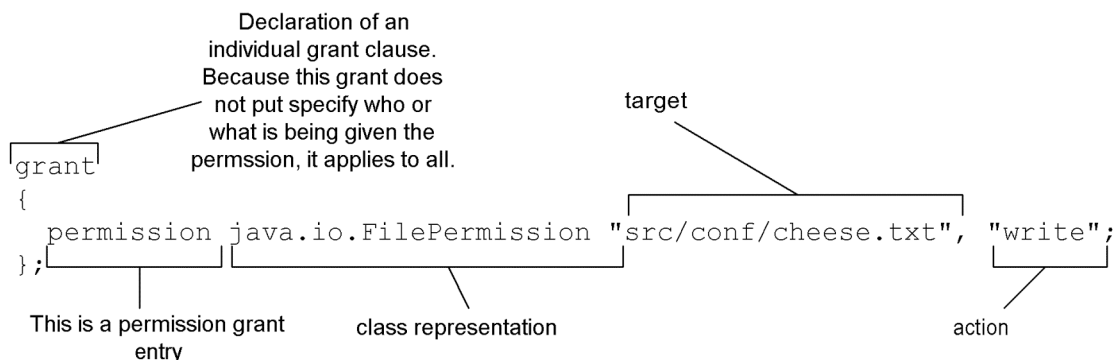 Declaration of an
individual grant clause.
Because this grant does
not put specify who or
what is being given the
permssion, it applies to all.
target
grant
{
permission java.io.FilePermission "src/conf/cheese.txt", "write";
};
This is a permission grant
entry
class representation
action